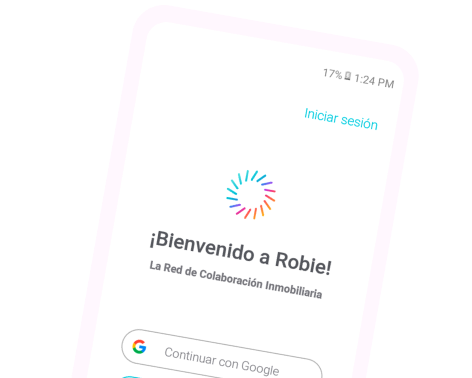 17% 1:24 PM
Iniciar sesión
¡Bienvenido a Robie!
La Red de Colaboración Inmobiliaria
Continuar con Google